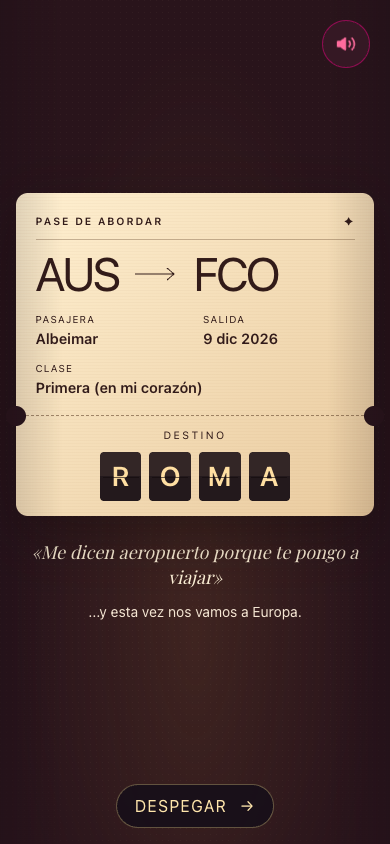 PASE DE ABORDAR ✦
AUS → FCO
PASAJERA SALIDA
Albeimar 9 dic 2026
CLASE
Primera (en mi corazón)
DESTINO
ROMA
«Me dicen aeropuerto porque te pongo a
viajar»
...y esta vez nos vamos a Europa.
DESPEGAR →